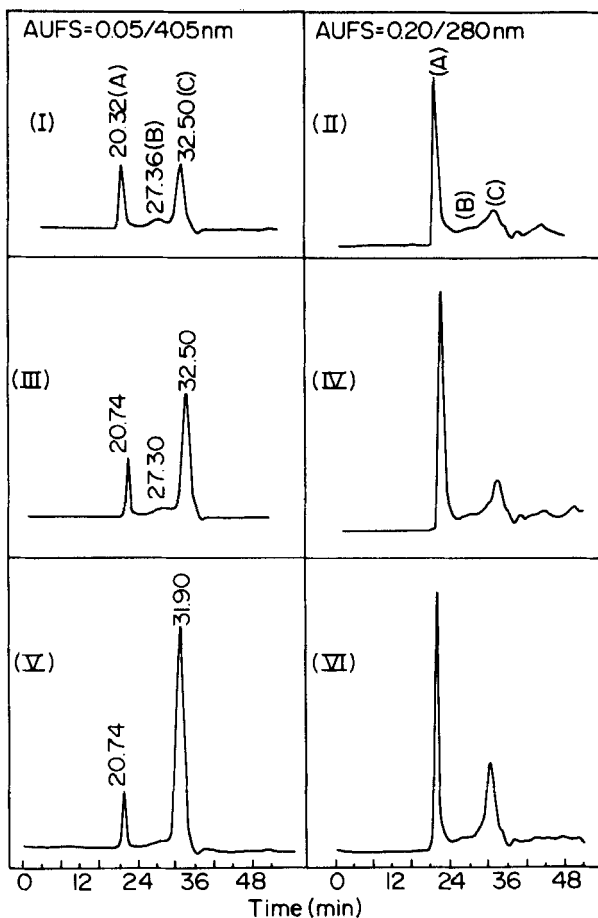 AUFS=0.05/405nm
AUFS=0.20/280nm
(I)
20.32(A)
27.36(B)
32.50(C)
(II)
(A)
(B)
(C)
(III)
20.74
27.30
32.50
(IV)
(V)
20.74
31.90
(VI)
0 12 24 36 48 0 12 24 36 48
Time (min)